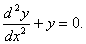 d²y/dx² + y = 0.